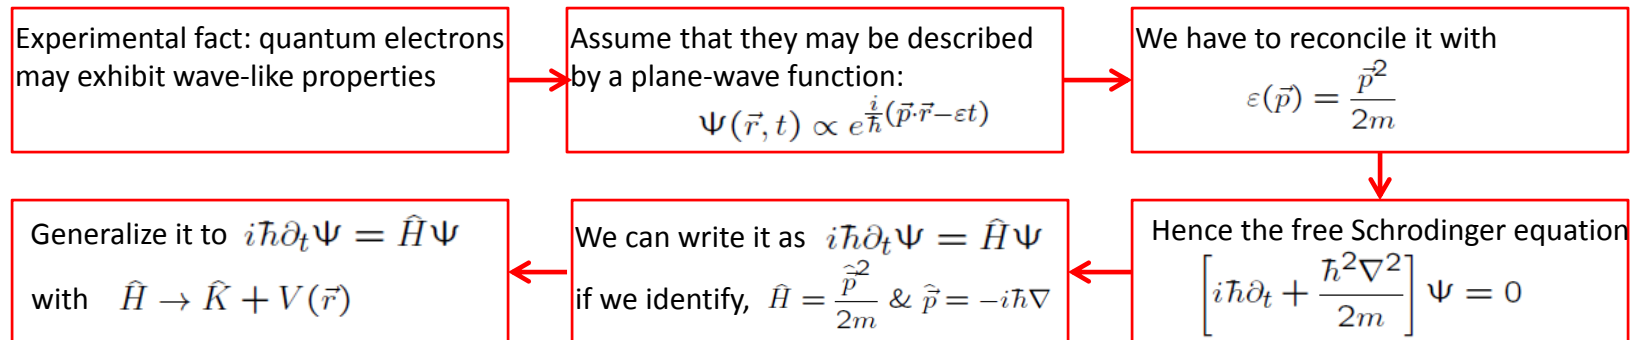 Experimental fact: quantum electrons
may exhibit wave-like properties
Assume that they may be described
by a plane-wave function:
Ψ(r⃗, t) ∝ e^{i/ħ(p⃗·r⃗−εt)}
We have to reconcile it with
ε(p⃗) = p⃗²/2m
Hence the free Schrodinger equation
[iħ∂ₜ + ħ²∇²/2m] Ψ = 0
We can write it as iħ∂ₜΨ = ĤΨ
if we identify, Ĥ = p⃗̂²/2m & p⃗̂ = −iħ∇
Generalize it to iħ∂ₜΨ = ĤΨ
with Ĥ → K̂ + V(r⃗)